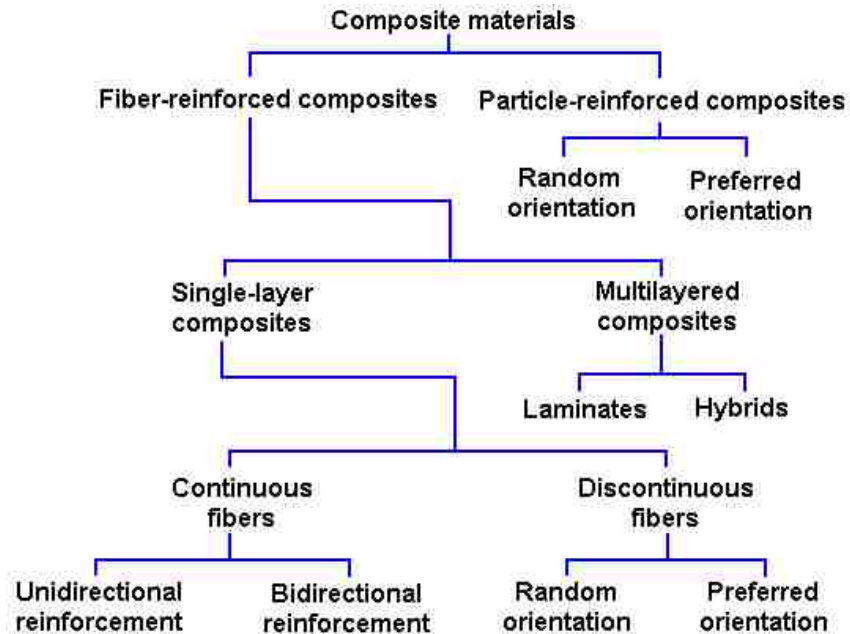 Composite materials
Fiber-reinforced composites
Particle-reinforced composites
Random
orientation
Preferred
orientation
Single-layer
composites
Multilayered
composites
Laminates
Hybrids
Continuous
fibers
Discontinuous
fibers
Unidirectional
reinforcement
Bidirectional
reinforcement
Random
orientation
Preferred
orientation